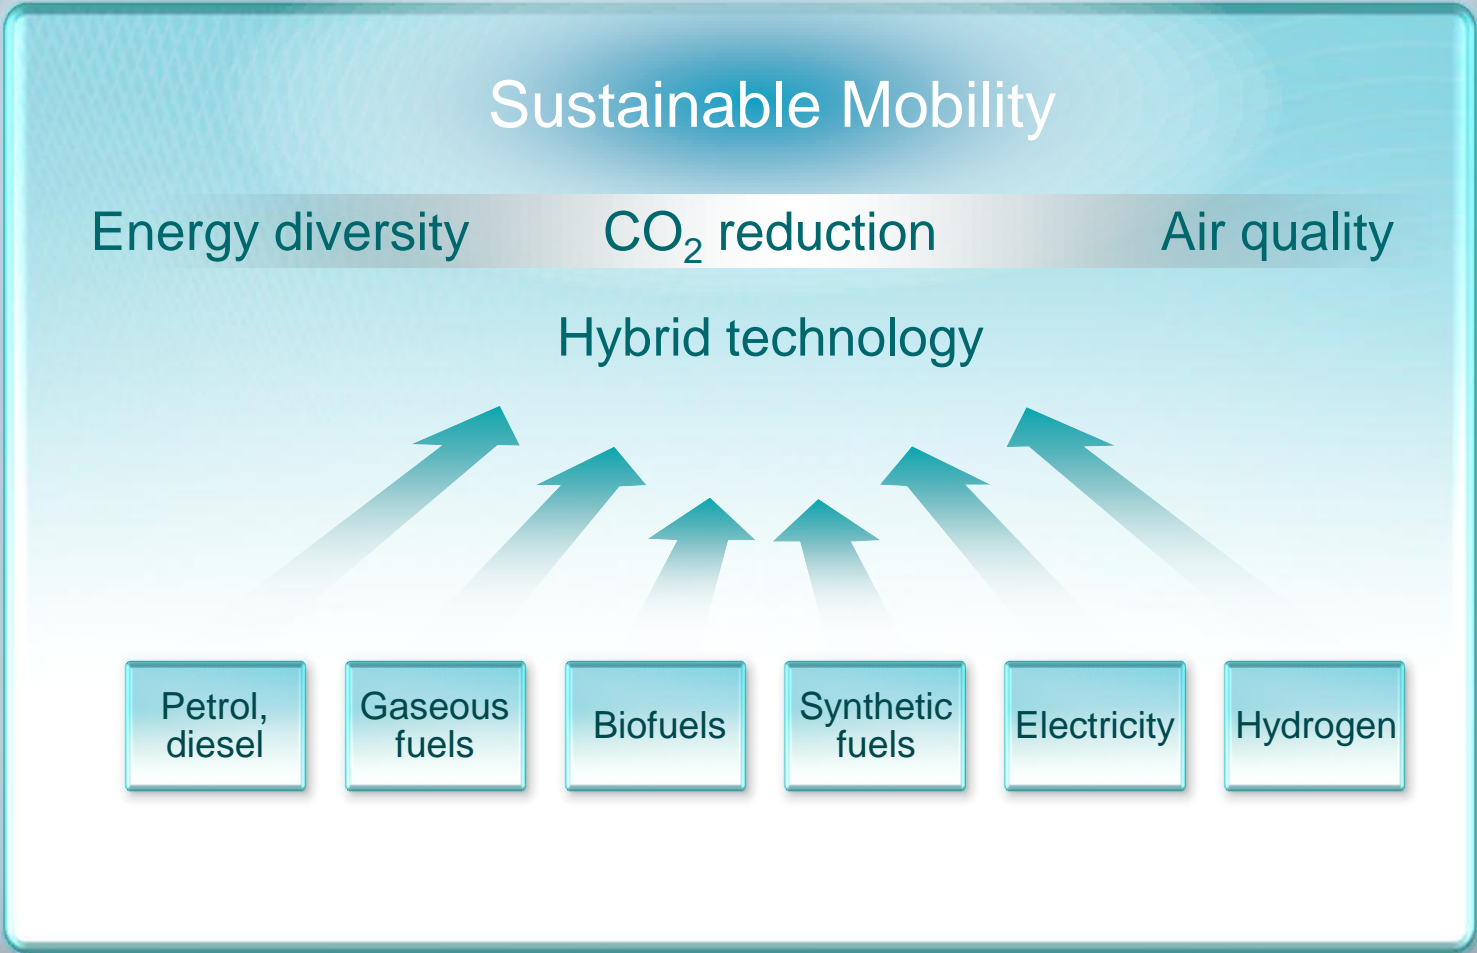 Sustainable Mobility
Energy diversity CO₂ reduction Air quality
Hybrid technology
Petrol,
diesel
Gaseous
fuels
Biofuels
Synthetic
fuels
Electricity
Hydrogen